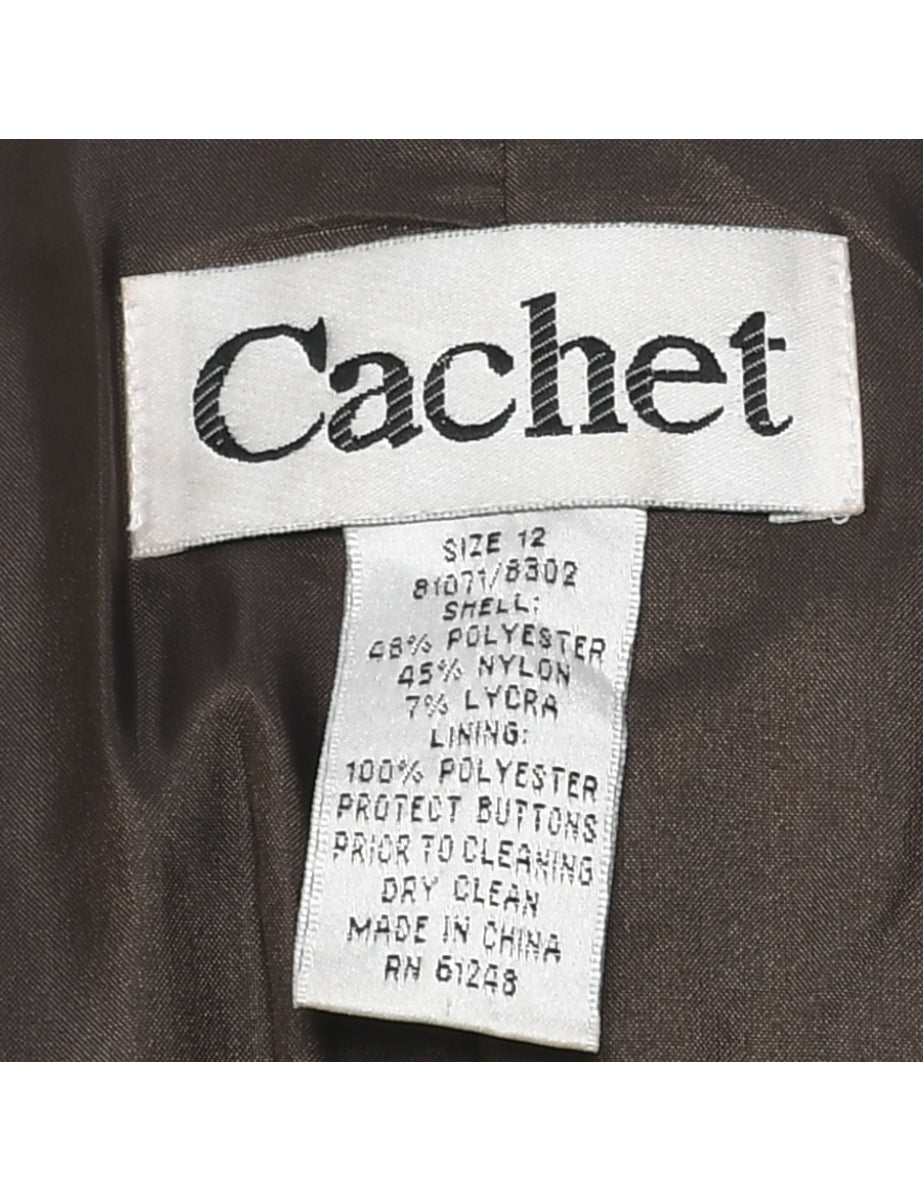 Cachet
SIZE 12
81071/8302
SHELL:
48% POLYESTER
45% NYLON
7% LYCRA
LINING:
100% POLYESTER
PROTECT BUTTONS
PRIOR TO CLEANING
DRY CLEAN
MADE IN CHINA
RN 61248